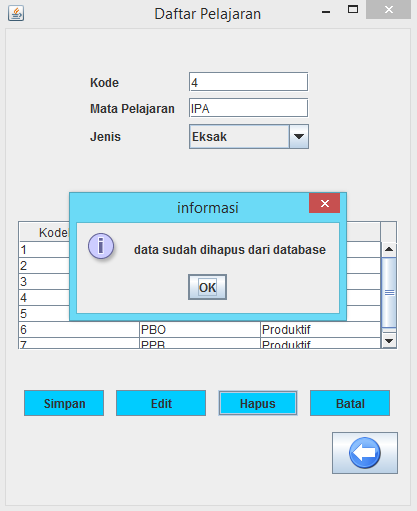 Daftar Pelajaran
Kode 4
Mata Pelajaran IPA
Jenis Eksak
informasi
data sudah dihapus dari database
OK
Kode
1
2
3
4
5
6 PBO Produktif
7 PPB Produktif
Simpan Edit Hapus Batal